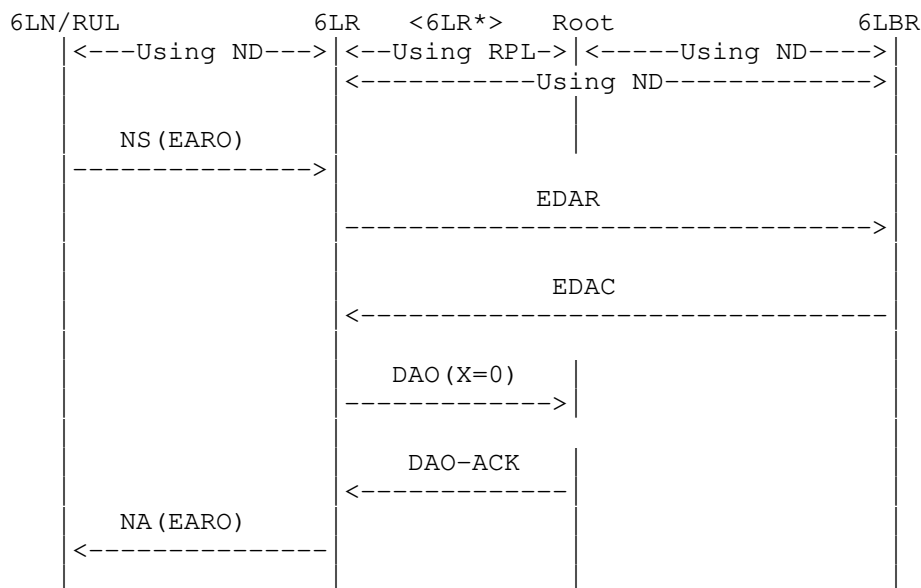 6LN/RUL 6LR <6LR*> Root 6LBR
<---Using ND---> <--Using RPL-> <-----Using ND---->
<-----------Using ND------------->
NS(EARO)
EDAR
EDAC
DAO(X=0)
DAO-ACK
NA(EARO)